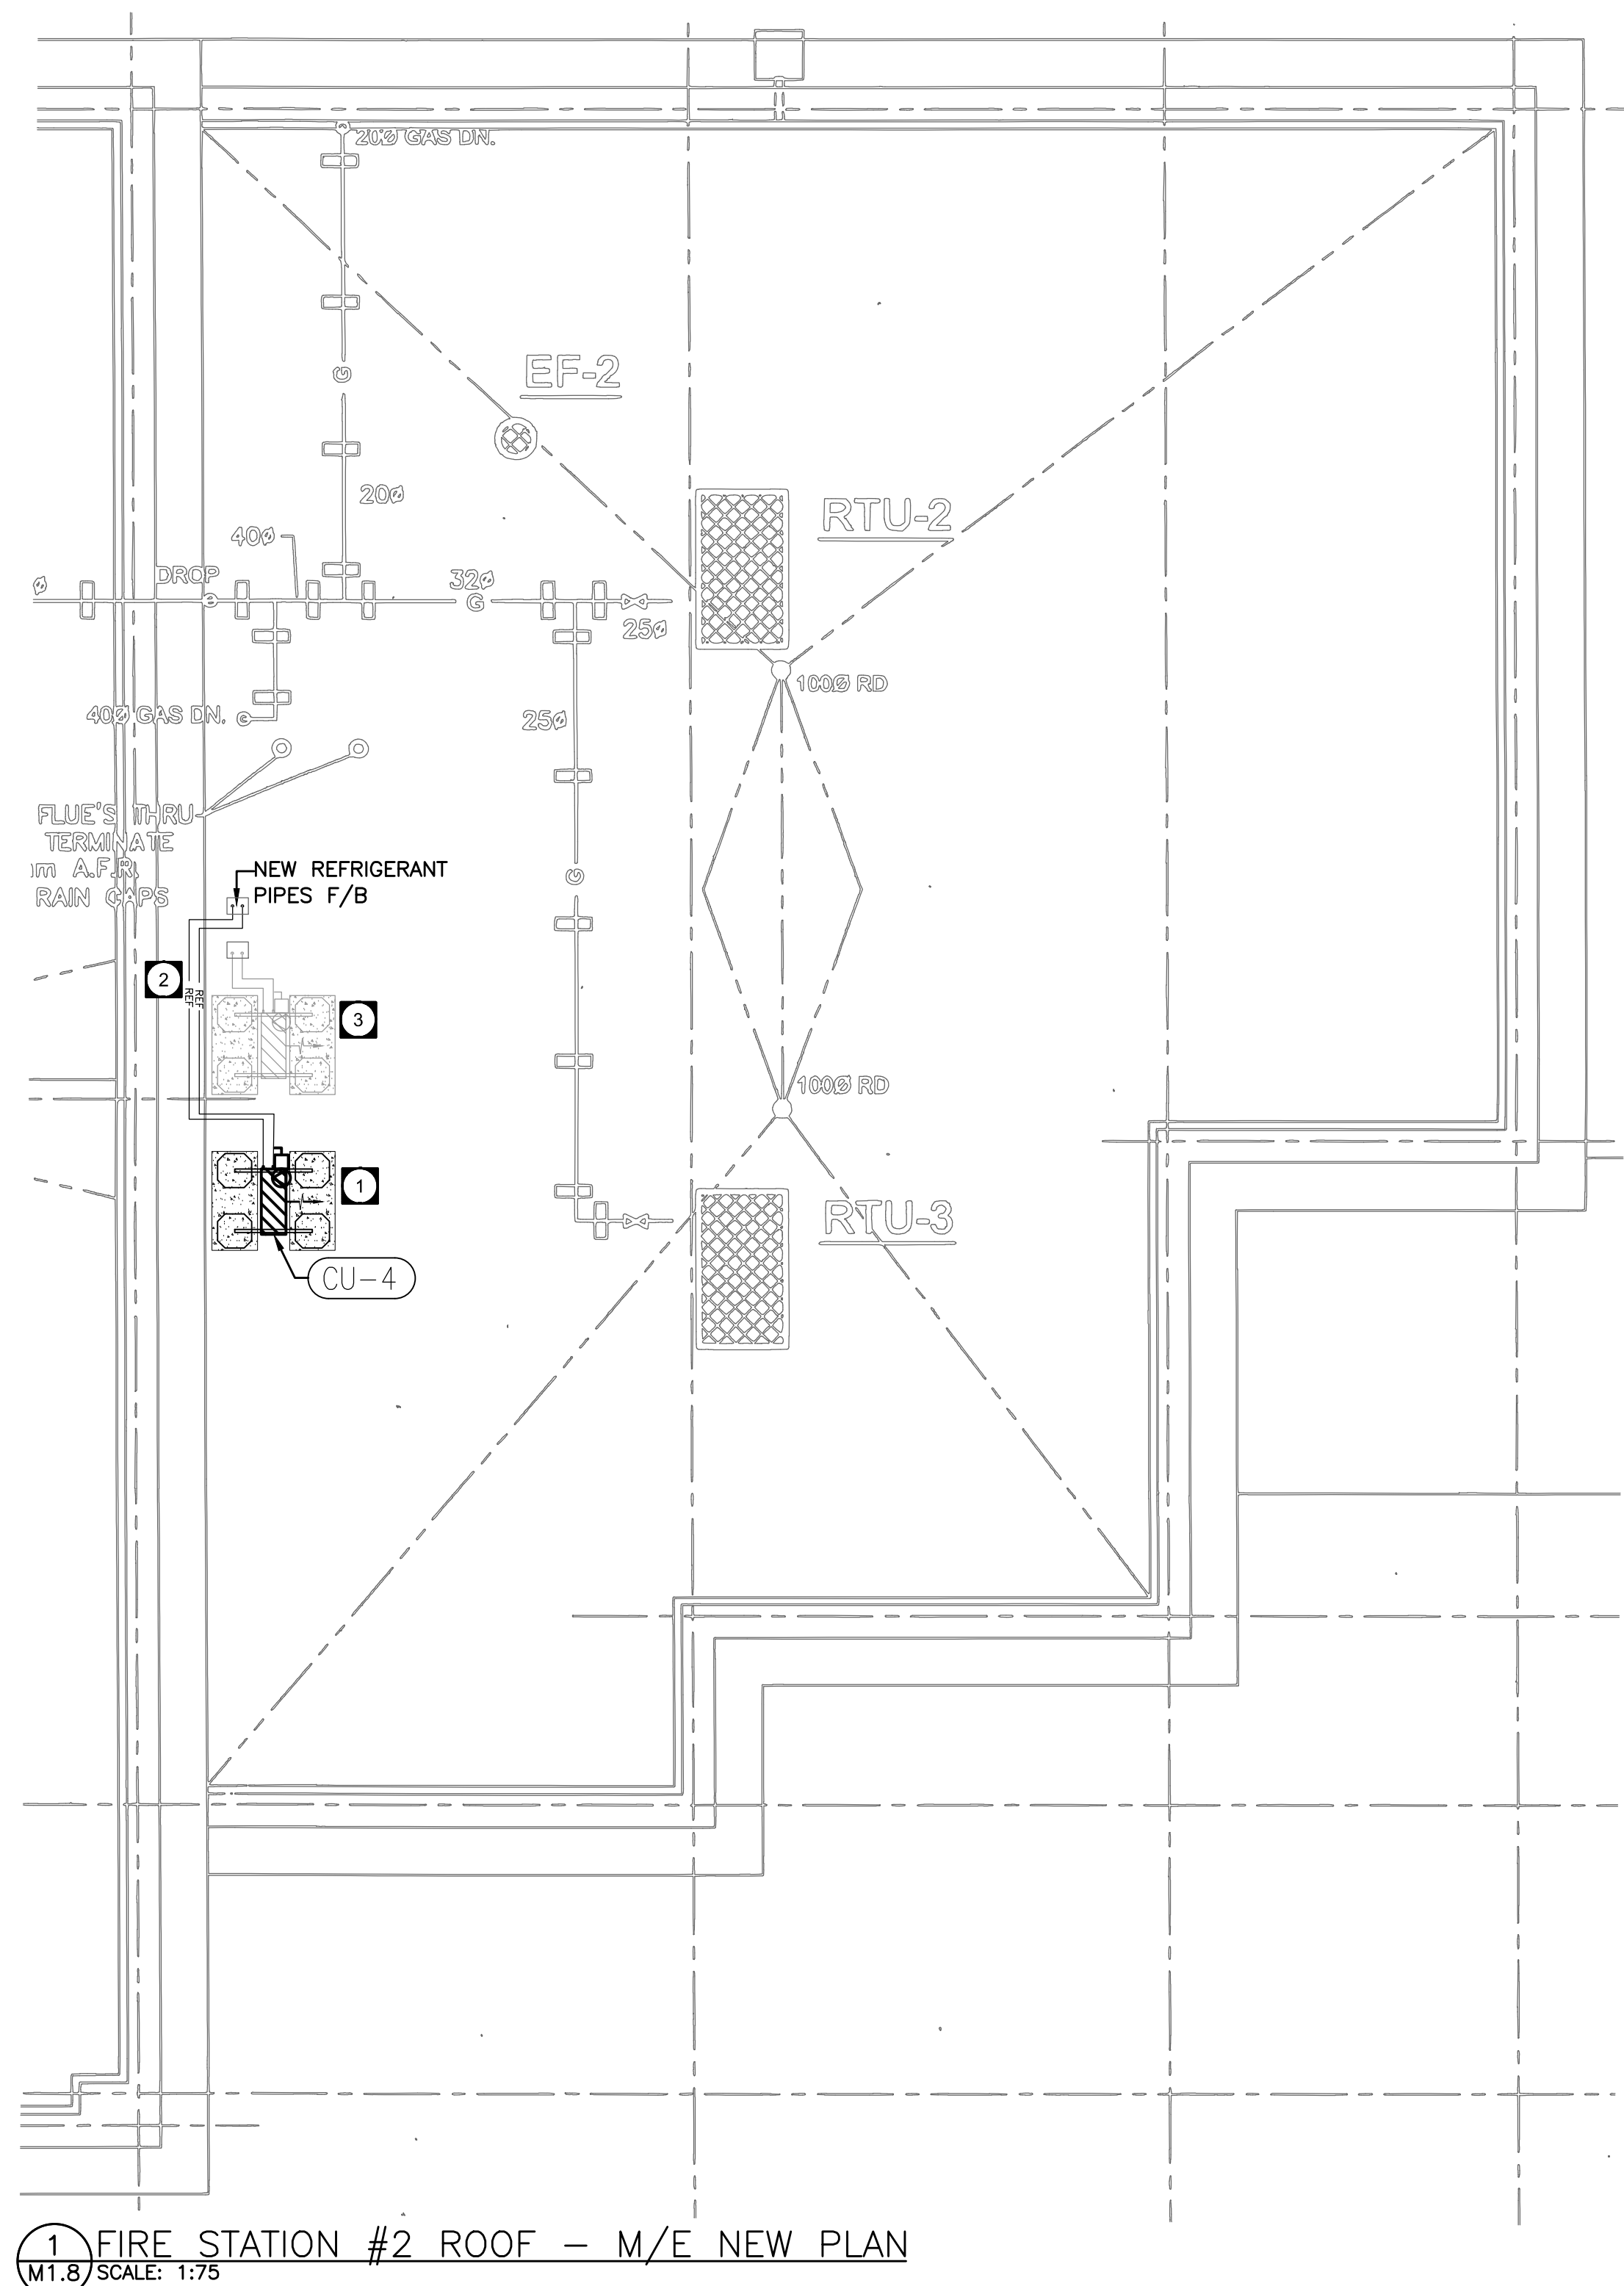 20Ø GAS DN.
G
EF-2
20Ø
RTU-2
40Ø
DROP
32Ø
G
Ø
25Ø
100Ø RD
40Ø GAS DN.
25Ø
FLUE'S THRU
TERMINATE
m A.F.R.
RAIN CAPS
NEW REFRIGERANT
PIPES F/B
G
2
REF
REF
3
100Ø RD
1
RTU-3
CU-4
1
M1.8
FIRE STATION #2 ROOF - M/E NEW PLAN
SCALE: 1:75